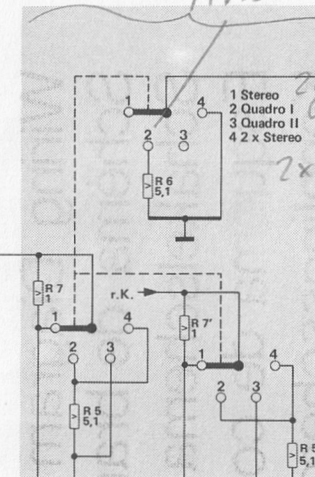 1
4
1 Stereo
2 Quadro I
3 Quadro II
4 2 x Stereo
2
3
2x
R 6
5,1
r.K.
R 7
1
1
4
R 7'
1
2
3
1
4
2
3
R 5
5,1
R 5
5,1